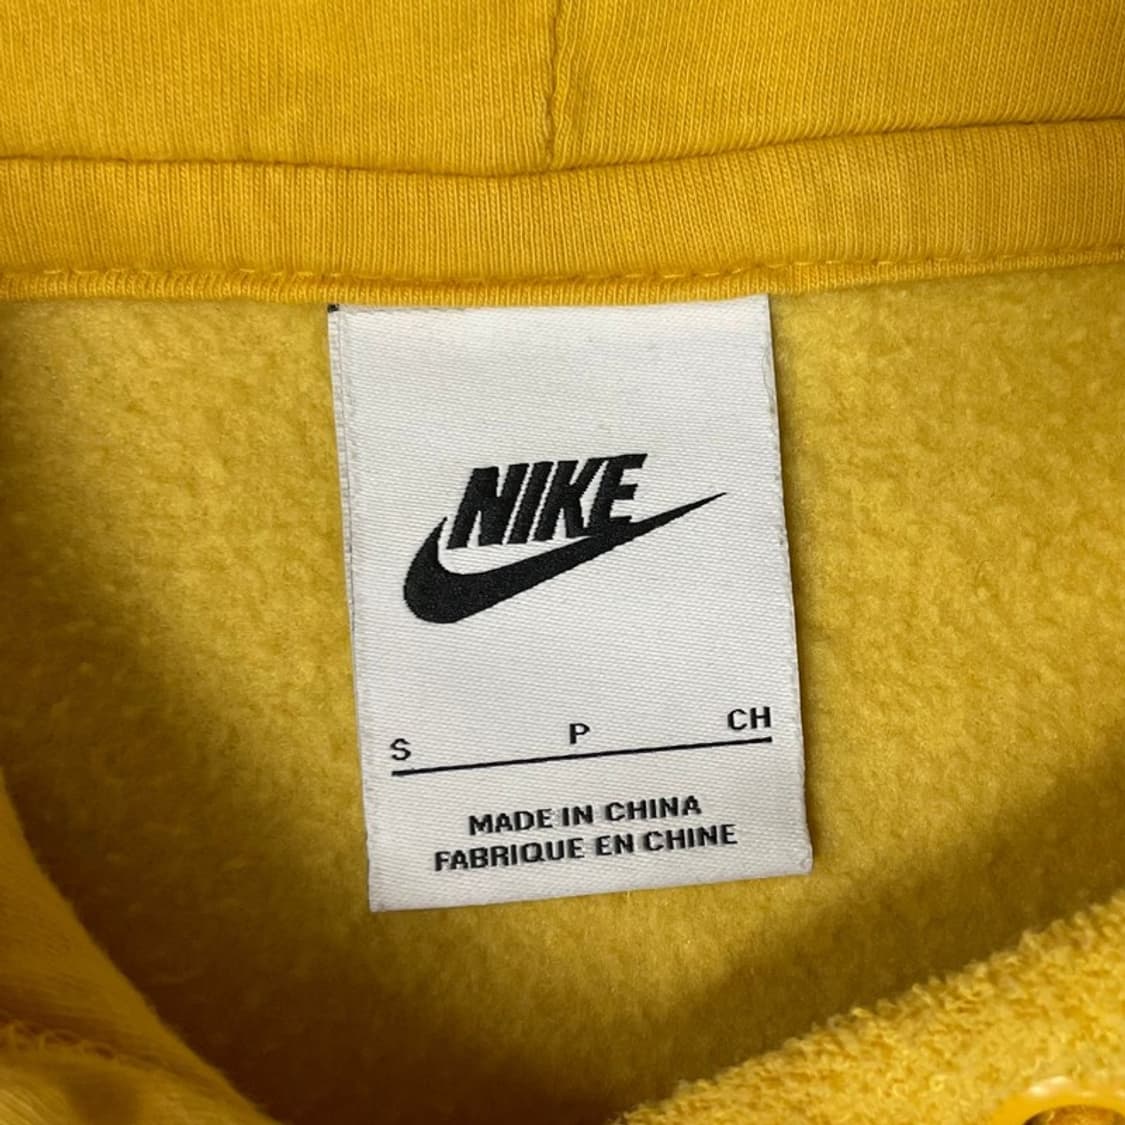 NIKE
S P CH
MADE IN CHINA
FABRIQUE EN CHINE